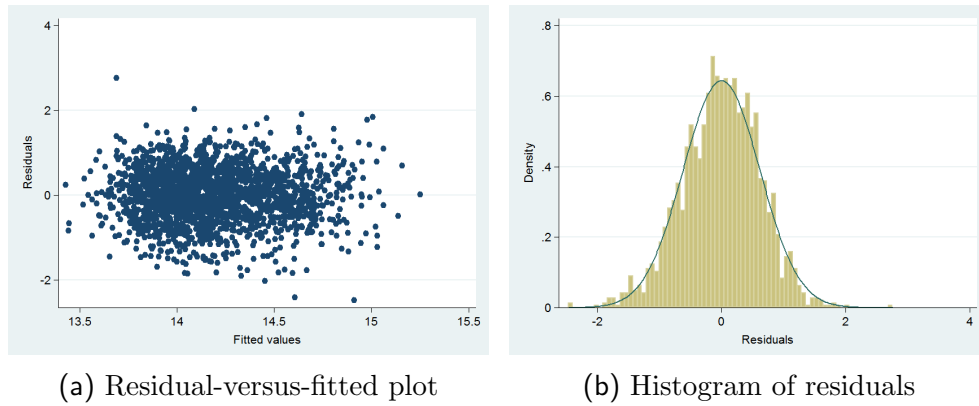 4
2
0
-2
Residuals
13.5 14 14.5 15 15.5
Fitted values
(a) Residual-versus-fitted plot
.8
.6
.4
.2
0
Density
-2 0 2 4
Residuals
(b) Histogram of residuals